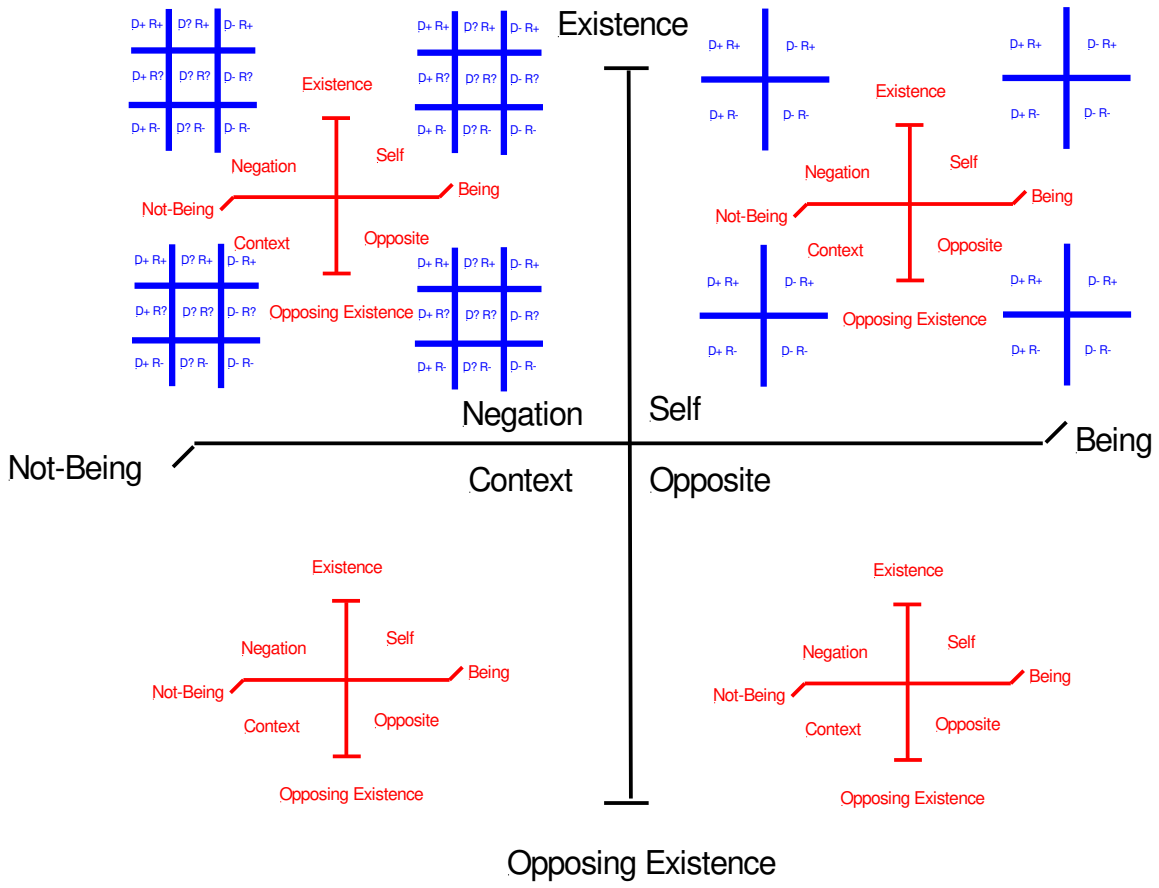 Existence
D+ R+ D? R+ D- R+
D+ R? D? R? D- R?
D+ R- D? R- D- R-
D+ R+ D? R+ D- R+
D+ R? D? R? D- R?
D+ R- D? R- D- R-
Existence
Negation Self
Not-Being Being
Context Opposite
Opposing Existence
D+ R+ D? R+ D- R+
D+ R? D? R? D- R?
D+ R- D? R- D- R-
D+ R+ D? R+ D- R+
D+ R? D? R? D- R?
D+ R- D? R- D- R-
D+ R+ D- R+
D+ R- D- R-
D+ R+ D- R+
D+ R- D- R-
Existence
Negation Self
Not-Being Being
Context Opposite
Opposing Existence
D+ R+ D- R+
D+ R- D- R-
D+ R+ D- R+
D+ R- D- R-
Negation Self
Not-Being Being
Context Opposite
Existence
Negation Self
Not-Being Being
Context Opposite
Opposing Existence
Existence
Negation Self
Not-Being Being
Context Opposite
Opposing Existence
Opposing Existence